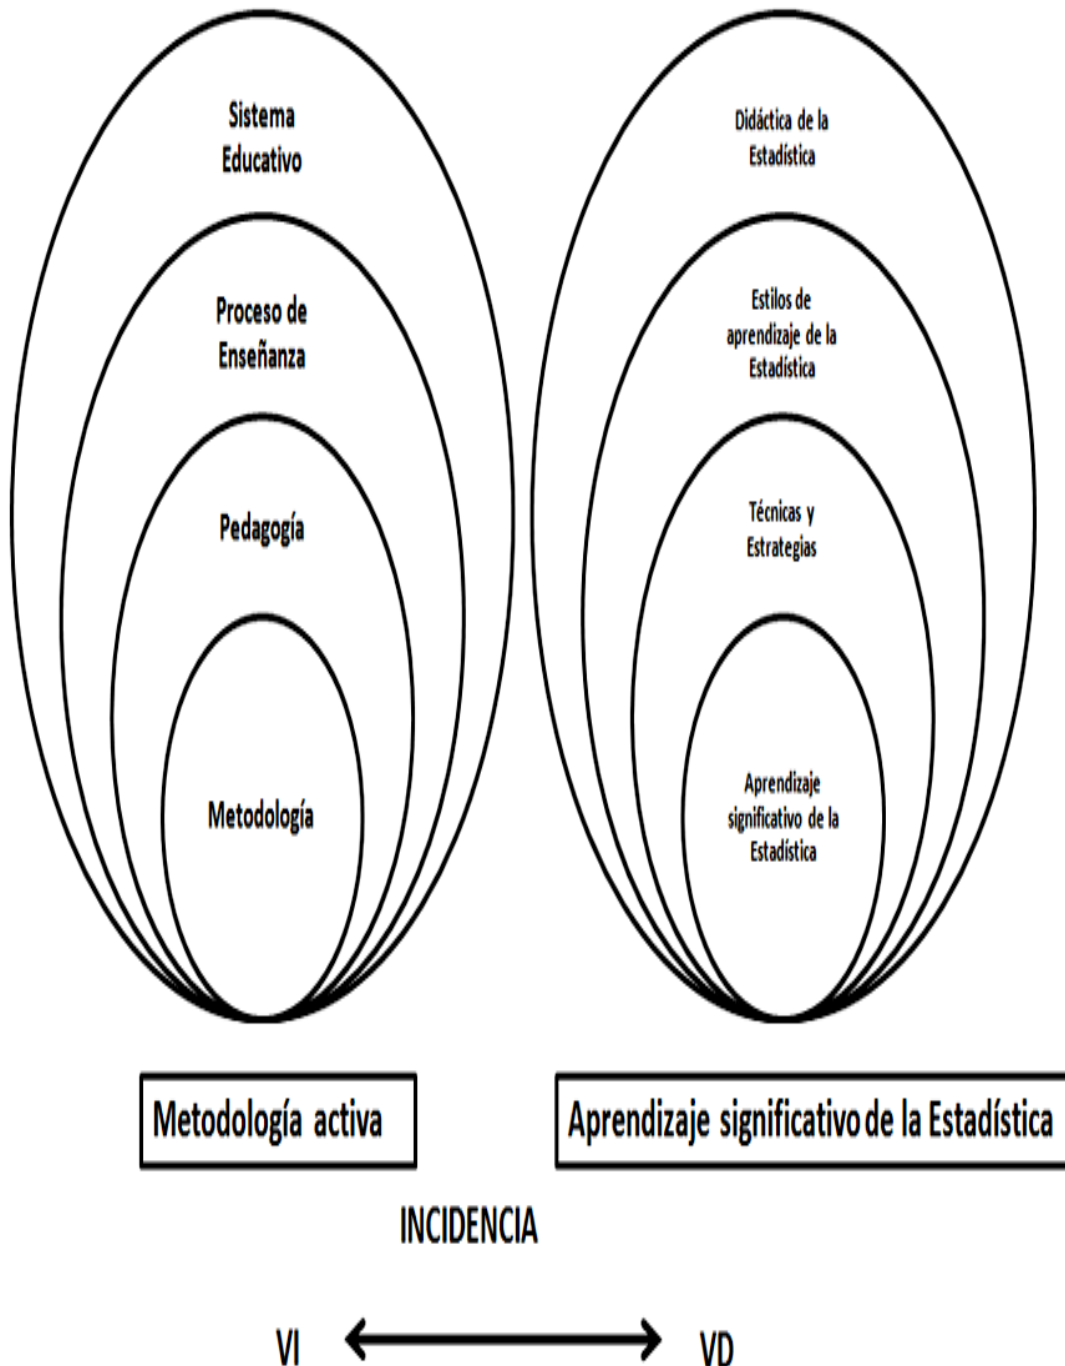 Sistema
Educativo
Proceso de
Enseñanza
Pedagogía
Metodología
Didáctica de la
Estadística
Estilos de
aprendizaje de la
Estadística
Técnicas y
Estrategias
Aprendizaje
significativo de la
Estadística
Metodología activa
Aprendizaje significativo de la Estadística
INCIDENCIA
VI
VD